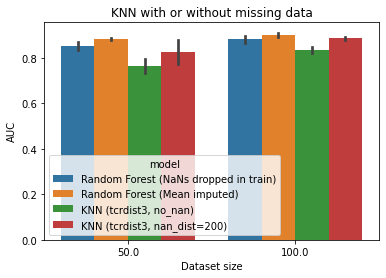 KNN with or without missing data
AUC
0.8
0.6
0.4
0.2
0.0
model
Random Forest (NaNs dropped in train)
Random Forest (Mean imputed)
KNN (tcrdist3, no_nan)
KNN (tcrdist3, nan_dist=200)
50.0
100.0
Dataset size